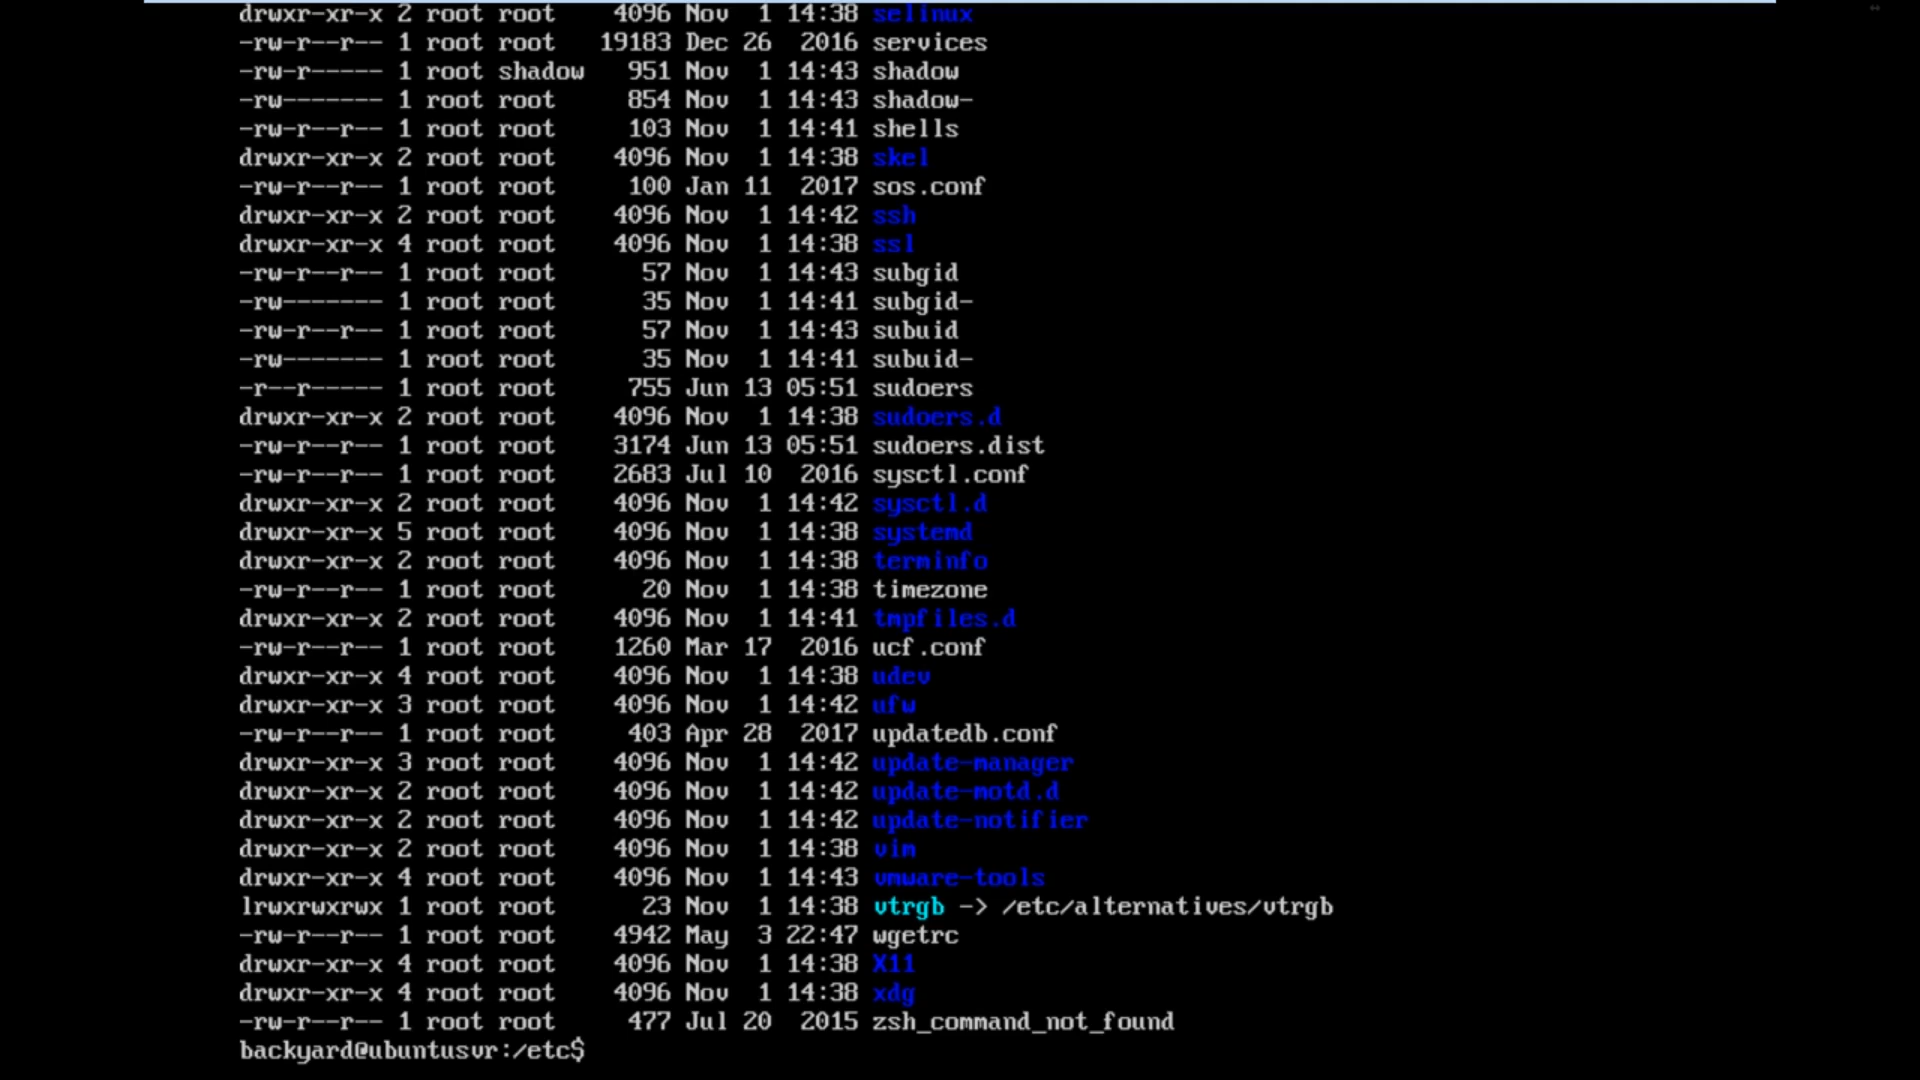 drwxr-xr-x 2 root root    4096 Nov  1 14:38 selinux
-rw-r--r-- 1 root root   19183 Dec 26  2016 services
-rw-r----- 1 root shadow   951 Nov  1 14:43 shadow
-rw------- 1 root root     854 Nov  1 14:43 shadow-
-rw-r--r-- 1 root root     103 Nov  1 14:41 shells
drwxr-xr-x 2 root root    4096 Nov  1 14:38 skel
-rw-r--r-- 1 root root     100 Jan 11  2017 sos.conf
drwxr-xr-x 2 root root    4096 Nov  1 14:42 ssh
drwxr-xr-x 4 root root    4096 Nov  1 14:38 ssl
-rw-r--r-- 1 root root      57 Nov  1 14:43 subgid
-rw------- 1 root root      35 Nov  1 14:41 subgid-
-rw-r--r-- 1 root root      57 Nov  1 14:43 subuid
-rw------- 1 root root      35 Nov  1 14:41 subuid-
-r--r----- 1 root root     755 Jun 13 05:51 sudoers
drwxr-xr-x 2 root root    4096 Nov  1 14:38 sudoers.d
-rw-r--r-- 1 root root    3174 Jun 13 05:51 sudoers.dist
-rw-r--r-- 1 root root    2683 Jul 10  2016 sysctl.conf
drwxr-xr-x 2 root root    4096 Nov  1 14:42 sysctl.d
drwxr-xr-x 5 root root    4096 Nov  1 14:38 systemd
drwxr-xr-x 2 root root    4096 Nov  1 14:38 terminfo
-rw-r--r-- 1 root root      20 Nov  1 14:38 timezone
drwxr-xr-x 2 root root    4096 Nov  1 14:41 tmpfiles.d
-rw-r--r-- 1 root root    1260 Mar 17  2016 ucf.conf
drwxr-xr-x 4 root root    4096 Nov  1 14:38 udev
drwxr-xr-x 3 root root    4096 Nov  1 14:42 ufw
-rw-r--r-- 1 root root     403 Apr 28  2017 updatedb.conf
drwxr-xr-x 3 root root    4096 Nov  1 14:42 update-manager
drwxr-xr-x 2 root root    4096 Nov  1 14:42 update-motd.d
drwxr-xr-x 2 root root    4096 Nov  1 14:42 update-notifier
drwxr-xr-x 2 root root    4096 Nov  1 14:38 vim
drwxr-xr-x 4 root root    4096 Nov  1 14:43 vmware-tools
lrwxrwxrwx 1 root root      23 Nov  1 14:38 vtrgb -> /etc/alternatives/vtrgb
-rw-r--r-- 1 root root    4942 May  3 22:47 wgetrc
drwxr-xr-x 4 root root    4096 Nov  1 14:38 X11
drwxr-xr-x 4 root root    4096 Nov  1 14:38 xdg
-rw-r--r-- 1 root root     477 Jul 20  2015 zsh_command_not_found
backyard@ubuntusvr:/etc$